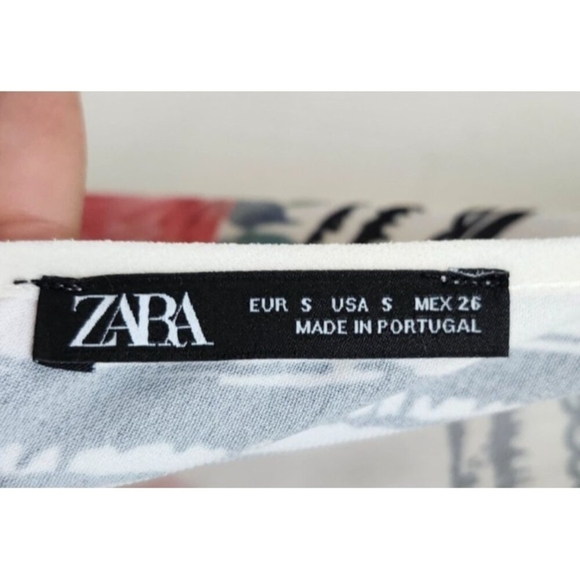 ZARA
EUR S USA S MEX 26
MADE IN PORTUGAL